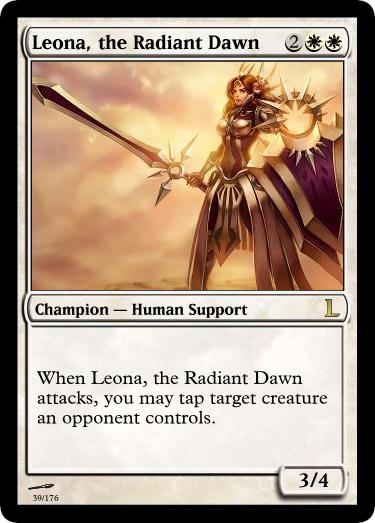 Leona, the Radiant Dawn 2
Champion — Human Support L
When Leona, the Radiant Dawn
attacks, you may tap target creature
an opponent controls.
3/4
39/176